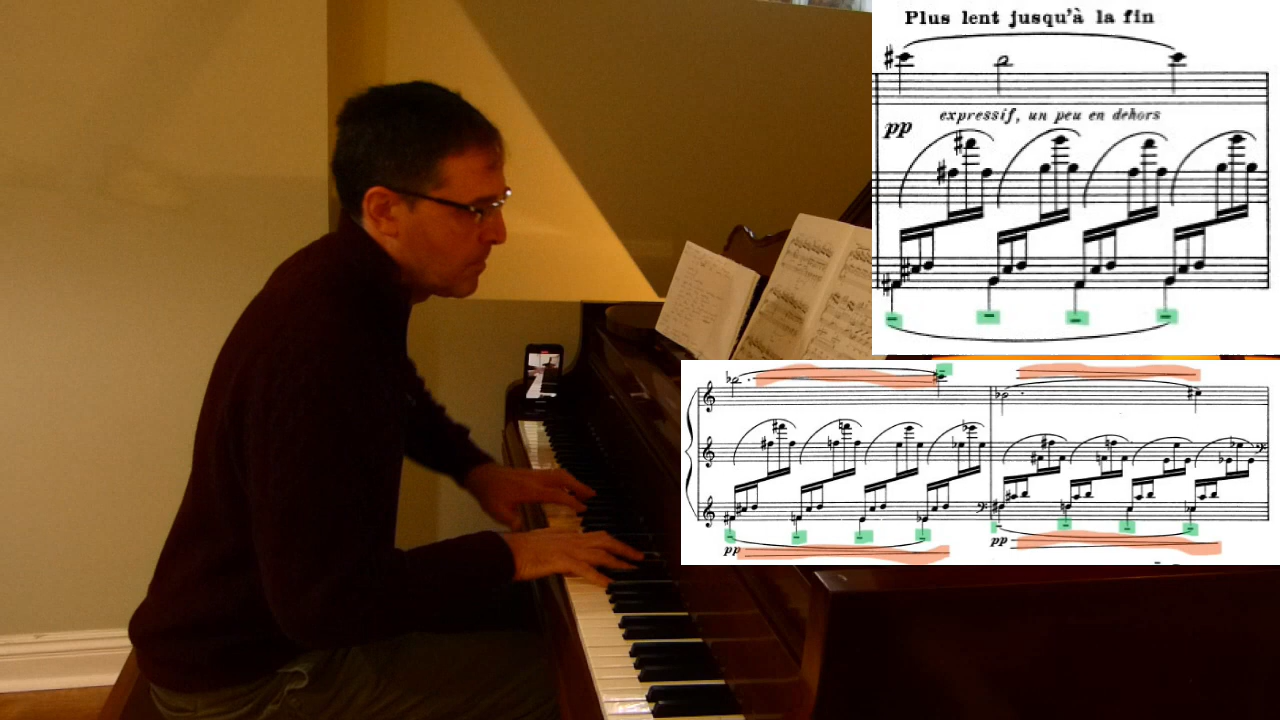 Plus lent jusqu'à la fin
expressif, un peu en dehors
pp
pp
pp